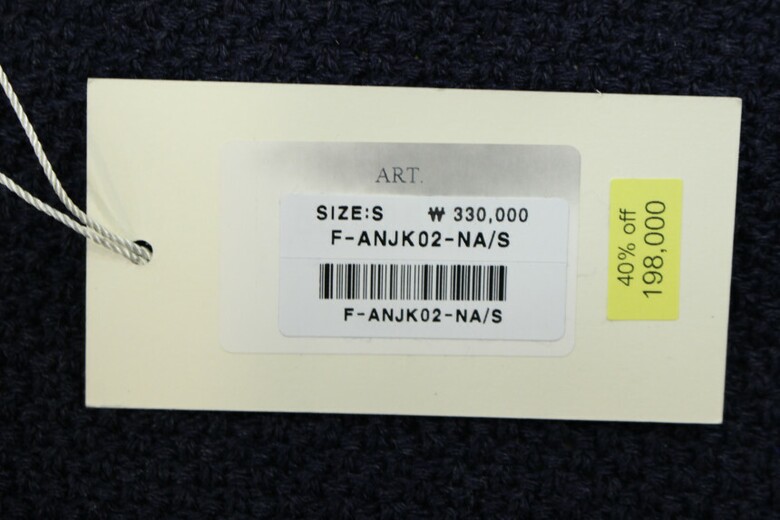 ART.
SIZE:S ₩ 330,000
F-ANJK02-NA/S
F-ANJK02-NA/S
40% off
198,000